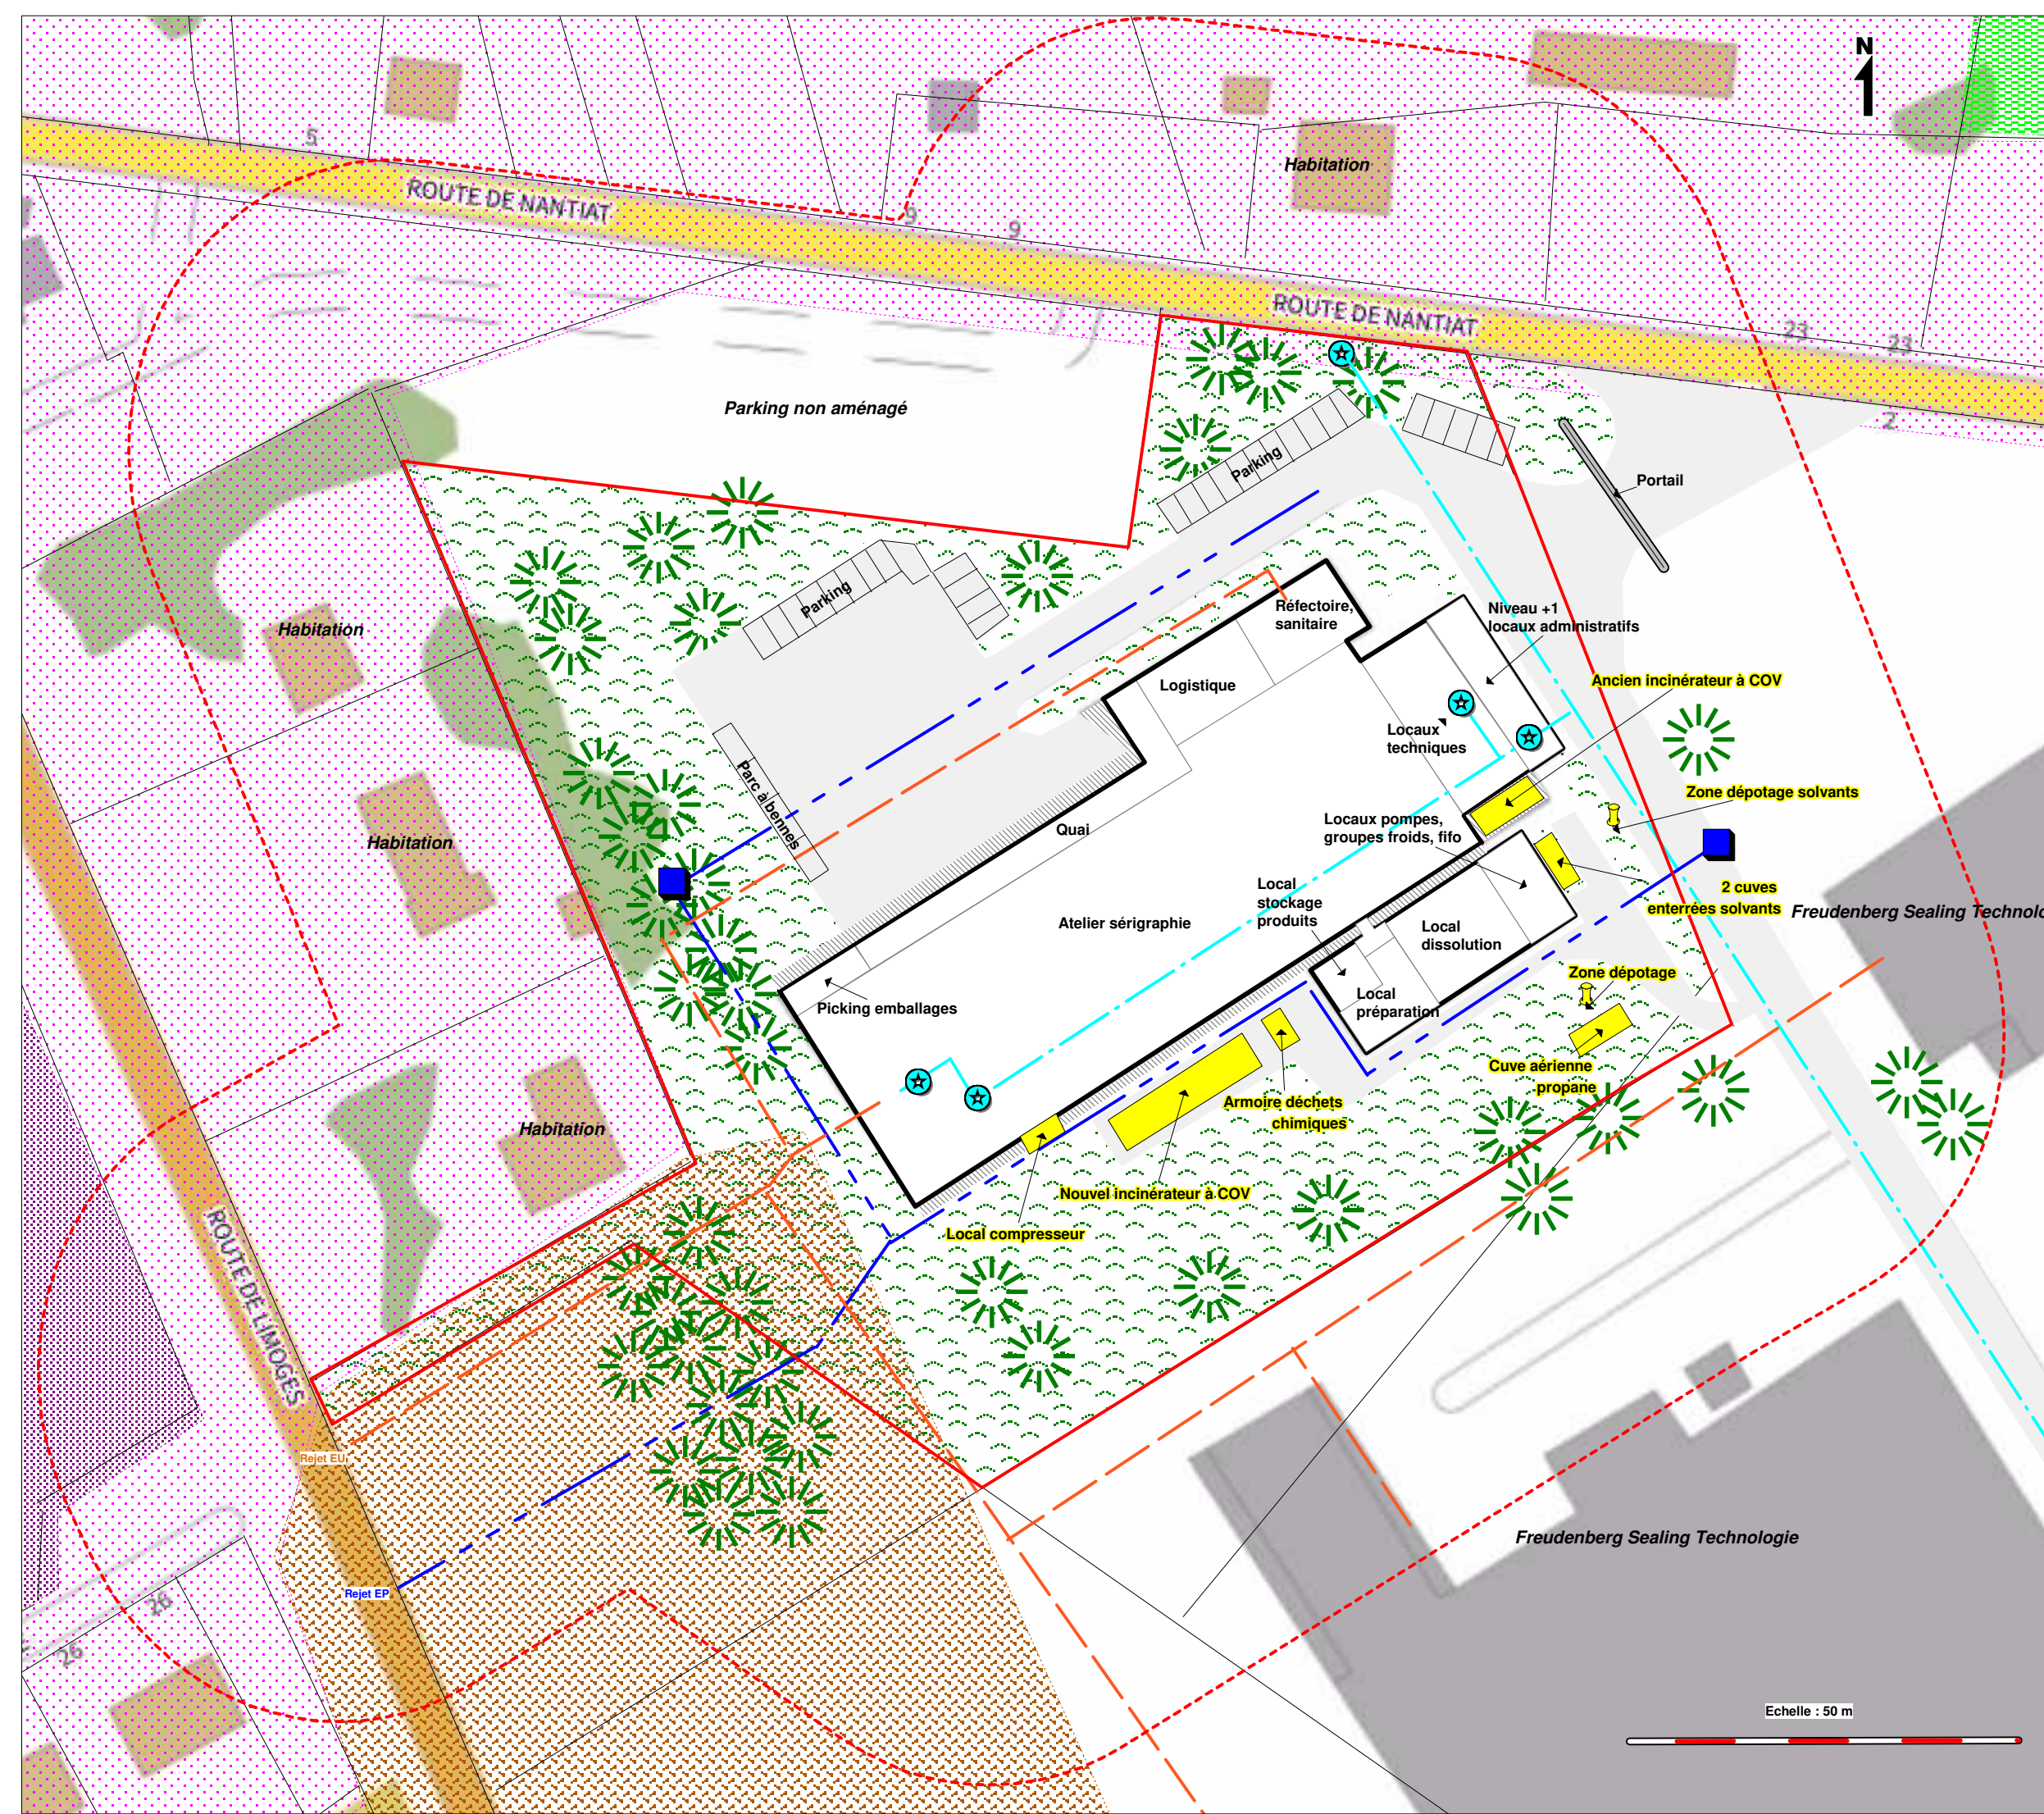 N
5
Habitation
ROUTE DE NANTIAT
9
9
ROUTE DE NANTIAT
23
23
2
Parking non aménagé
Parking
Portail
Parking
Réfectoire,
sanitaire
Niveau +1
locaux administratifs
Habitation
Logistique
Ancien incinérateur à COV
Locaux
techniques
Parc à bennes
Zone dépotage solvants
Quai
Locaux pompes,
groupes froids, fifo
Habitation
Local
stockage
produits
2 cuves
enterrées solvants
Freudenberg Sealing Technolo
Atelier sérigraphie
Local
dissolution
Zone dépotage
Picking emballages
Local
préparation
Cuve aérienne
propane
Armoire déchets
chimiques
Habitation
Nouvel incinérateur à COV
Local compresseur
ROUTE DE LIMOGES
Rejet EU
Freudenberg Sealing Technologie
Rejet EP
26
26
Echelle : 50 m